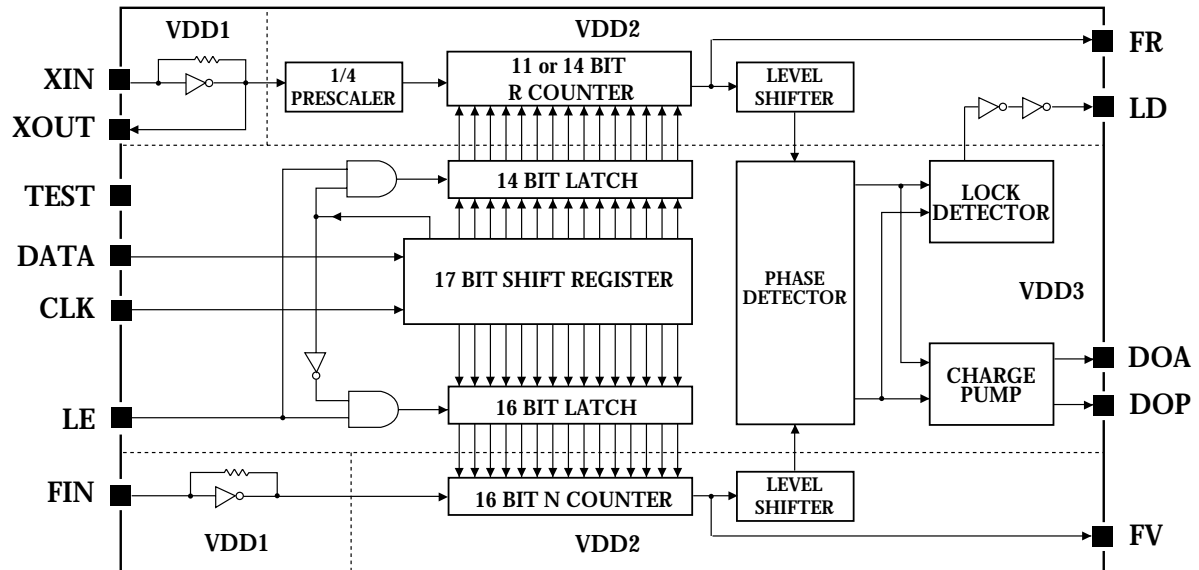 VDD1
VDD2
FR
XIN
1/4
PRESCALER
11 or 14 BIT
R COUNTER
LEVEL
SHIFTER
LD
XOUT
TEST
14 BIT LATCH
LOCK
DETECTOR
DATA
17 BIT SHIFT REGISTER
PHASE
DETECTOR
VDD3
CLK
DOA
CHARGE
PUMP
DOP
LE
16 BIT LATCH
FIN
16 BIT N COUNTER
LEVEL
SHIFTER
VDD1
VDD2
FV